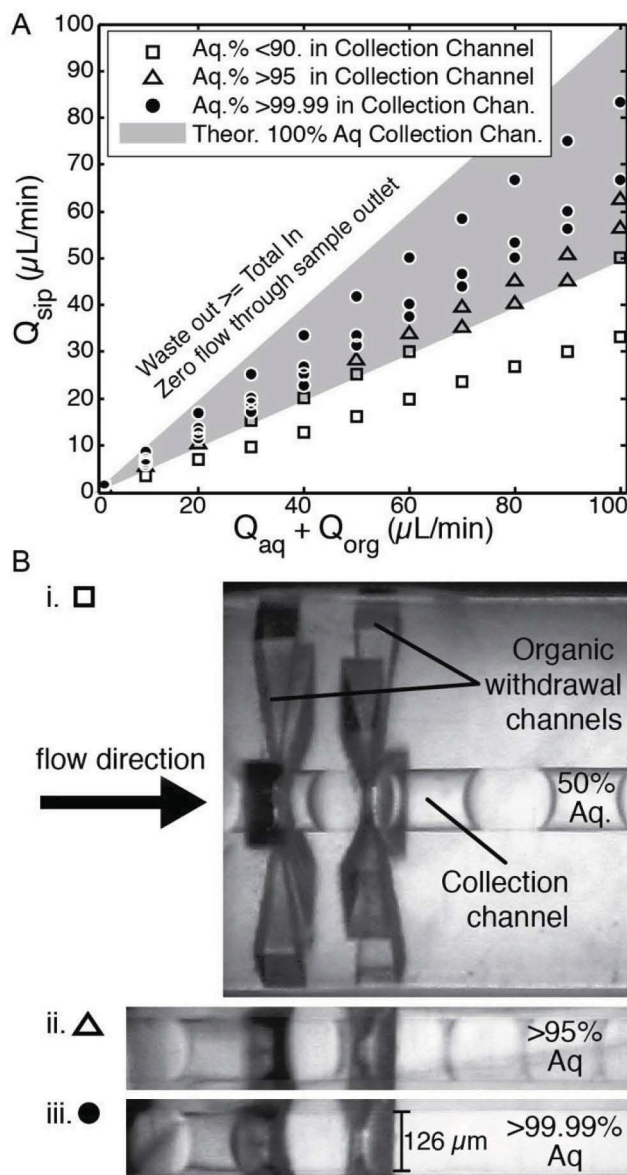 A
100
90
80
70
60
50
40
30
20
10
0
Q_sip (µL/min)
□ Aq.% <90. in Collection Channel
△ Aq.% >95 in Collection Channel
● Aq.% >99.99 in Collection Chan.
Theor. 100% Aq Collection Chan.
Waste out >= Total In
Zero flow through sample outlet
0 20 40 60 80 100
Q_aq + Q_org (µL/min)
B
i. □
Organic
withdrawal
channels
flow direction
50%
Aq.
Collection
channel
ii. △
>95%
Aq
iii. ●
126 µm
>99.99%
Aq